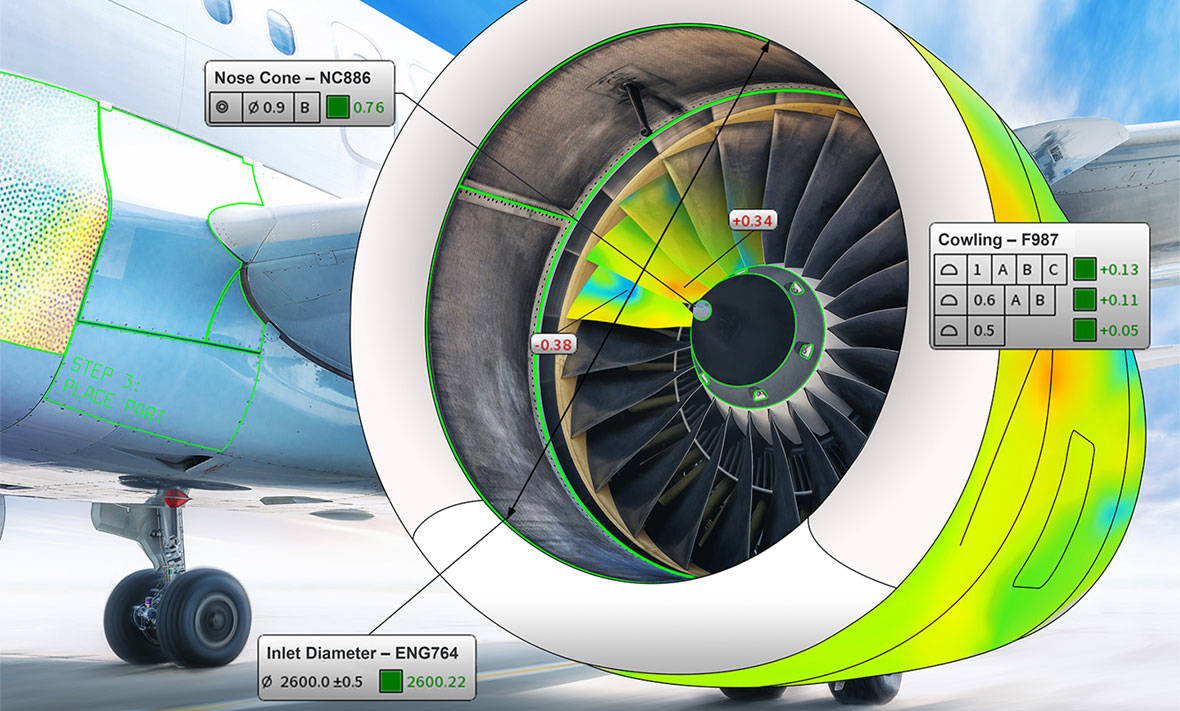 Nose Cone – NC886
◎ Ø 0.9 B 0.76
+0.34
Cowling – F987
⌓ 1 A B C +0.13
⌓ 0.6 A B +0.11
⌓ 0.5 +0.05
-0.38
STEP 3:
PLACE PART
Inlet Diameter – ENG764
Ø 2600.0 ±0.5 2600.22